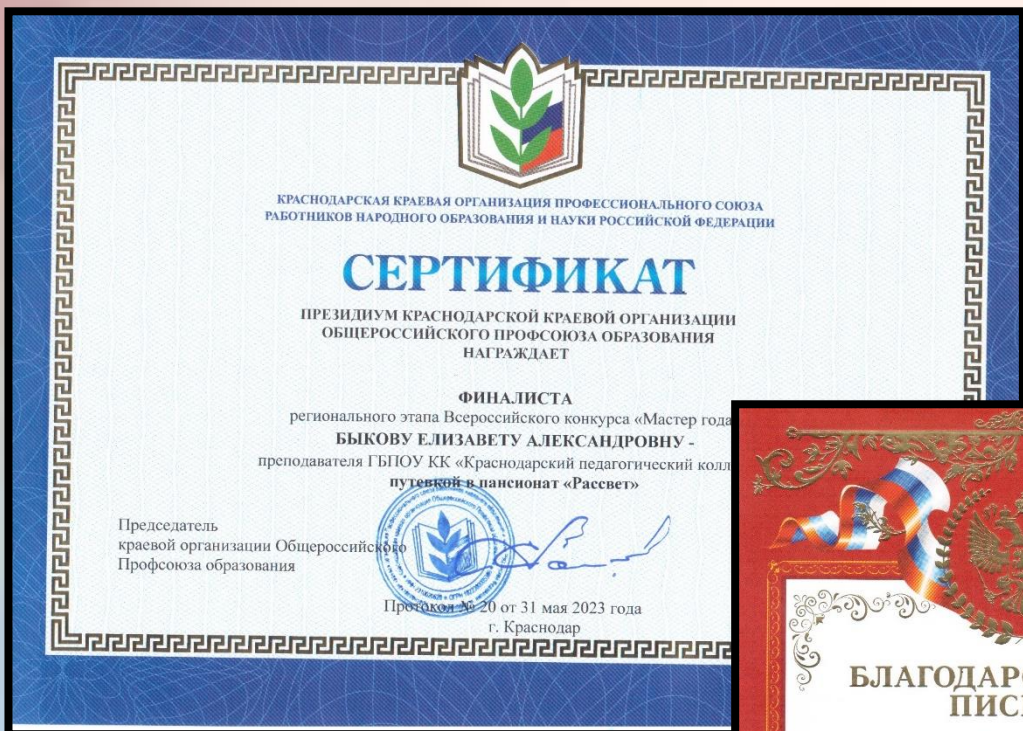 КРАСНОДАРСКАЯ КРАЕВАЯ ОРГАНИЗАЦИЯ ПРОФЕССИОНАЛЬНОГО СОЮЗА
РАБОТНИКОВ НАРОДНОГО ОБРАЗОВАНИЯ И НАУКИ РОССИЙСКОЙ ФЕДЕРАЦИИ
СЕРТИФИКАТ
ПРЕЗИДИУМ КРАСНОДАРСКОЙ КРАЕВОЙ ОРГАНИЗАЦИИ
ОБЩЕРОССИЙСКОГО ПРОФСОЮЗА ОБРАЗОВАНИЯ
НАГРАЖДАЕТ
ФИНАЛИСТА
регионального этапа Всероссийского конкурса «Мастер года
БЫКОВУ ЕЛИЗАВЕТУ АЛЕКСАНДРОВНУ -
преподавателя ГБПОУ КК «Краснодарский педагогический колл
путевкой в пансионат «Рассвет»
Председатель
краевой организации Общероссийского
Профсоюза образования
Протокол № 20 от 31 мая 2023 года
г. Краснодар
БЛАГОДАР
ПИС